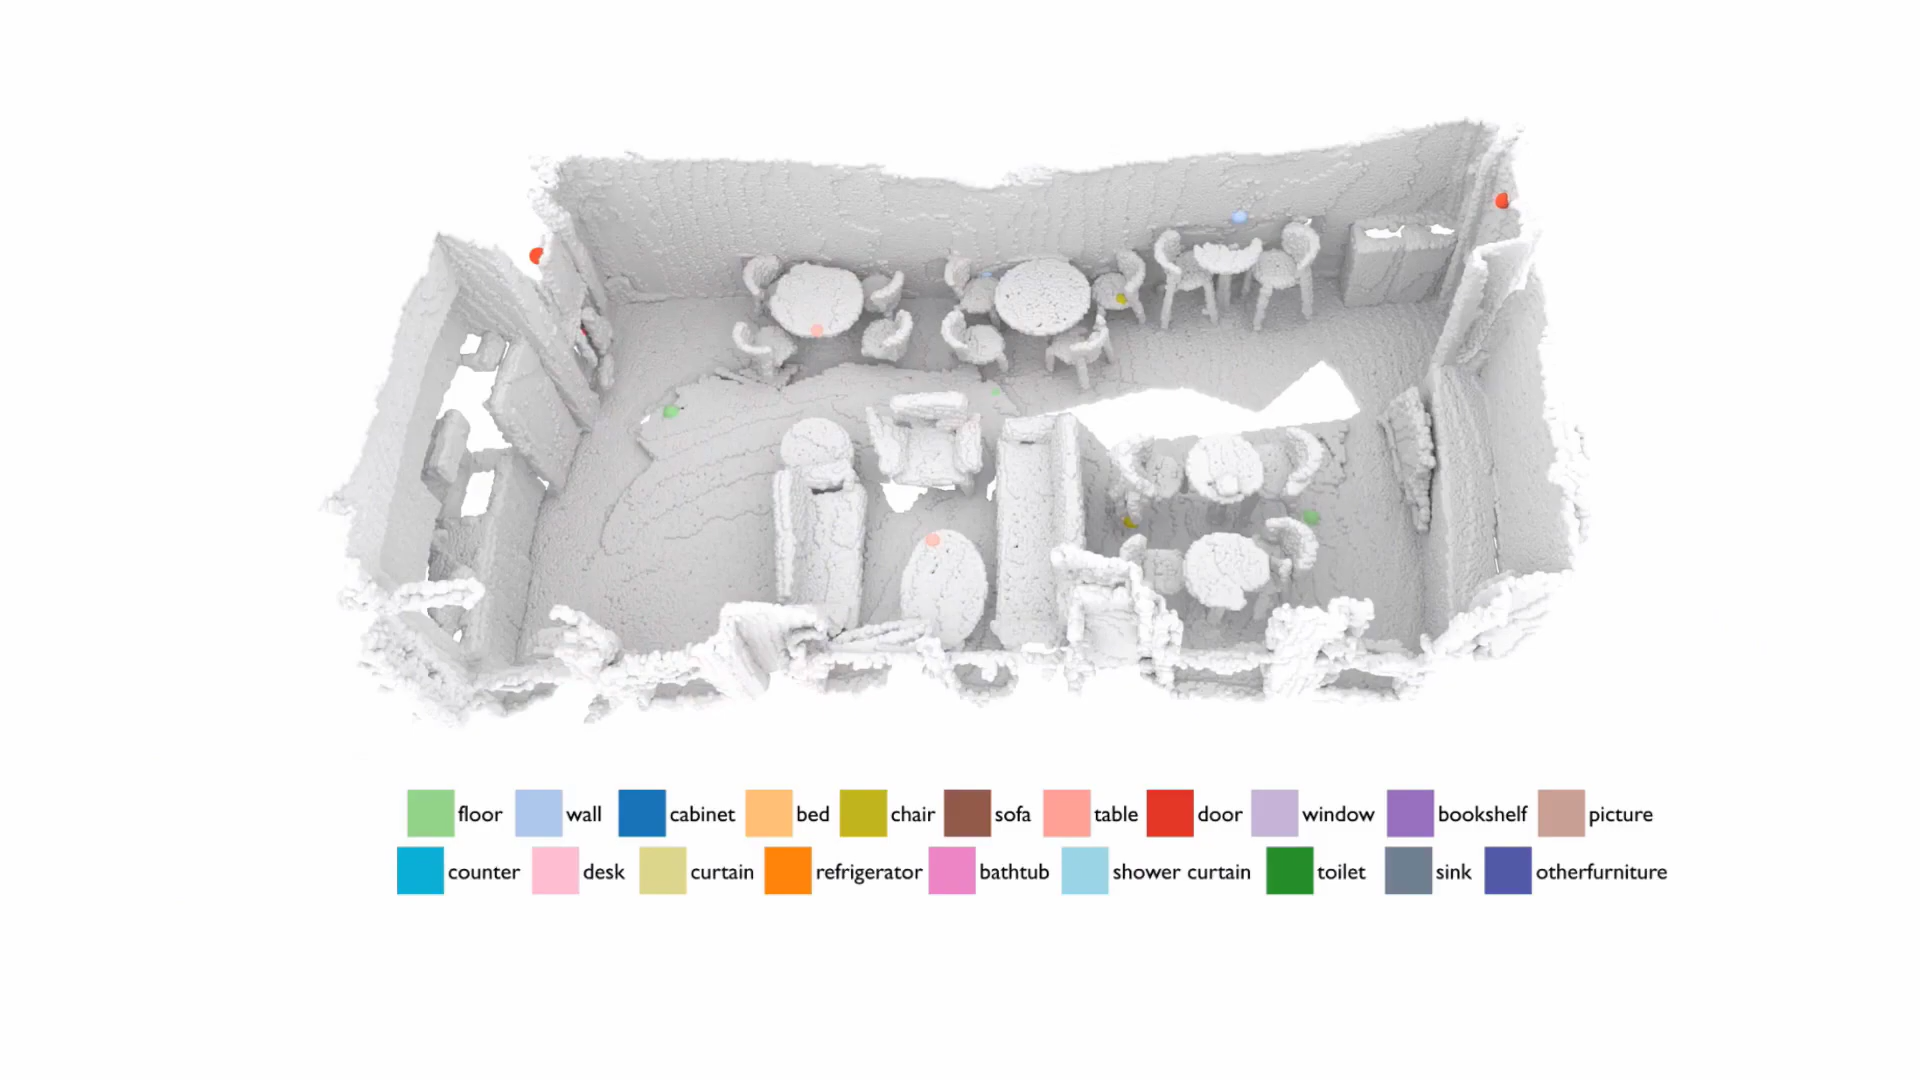 floor wall cabinet bed chair sofa table door window bookshelf picture
counter desk curtain refrigerator bathtub shower curtain toilet sink otherfurniture